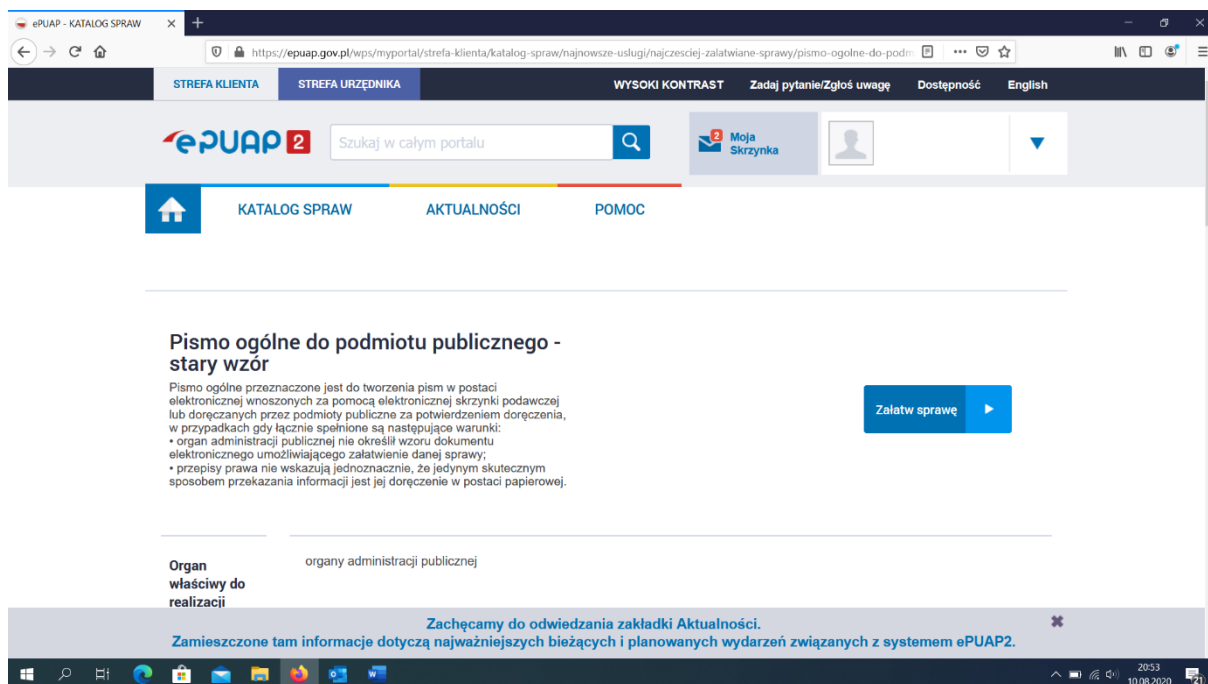 ePUAP - KATALOG SPRAW
https://epuap.gov.pl/wps/myportal/strefa-klienta/katalog-spraw/najnowsze-uslugi/najczesciej-zalatwiane-sprawy/pismo-ogolne-do-podm
STREFA KLIENTA STREFA URZĘDNIKA WYSOKI KONTRAST Zadaj pytanie/Zgłoś uwagę Dostępność English
ePUAP 2 Szukaj w całym portalu 2 Moja
Skrzynka
KATALOG SPRAW AKTUALNOŚCI POMOC
Pismo ogólne do podmiotu publicznego -
stary wzór
Pismo ogólne przeznaczone jest do tworzenia pism w postaci
elektronicznej wnoszonych za pomocą elektronicznej skrzynki podawczej
lub doręczanych przez podmioty publiczne za potwierdzeniem doręczenia,
w przypadkach gdy łącznie spełnione są następujące warunki:
• organ administracji publicznej nie określił wzoru dokumentu
elektronicznego umożliwiającego załatwienie danej sprawy;
• przepisy prawa nie wskazują jednoznacznie, że jedynym skutecznym
sposobem przekazania informacji jest jej doręczenie w postaci papierowej.
Załatw sprawę
Organ
właściwy do
realizacji
organy administracji publicznej
Zachęcamy do odwiedzania zakładki Aktualności.
Zamieszczone tam informacje dotyczą najważniejszych bieżących i planowanych wydarzeń związanych z systemem ePUAP2.
20:53
10.08.2020
21